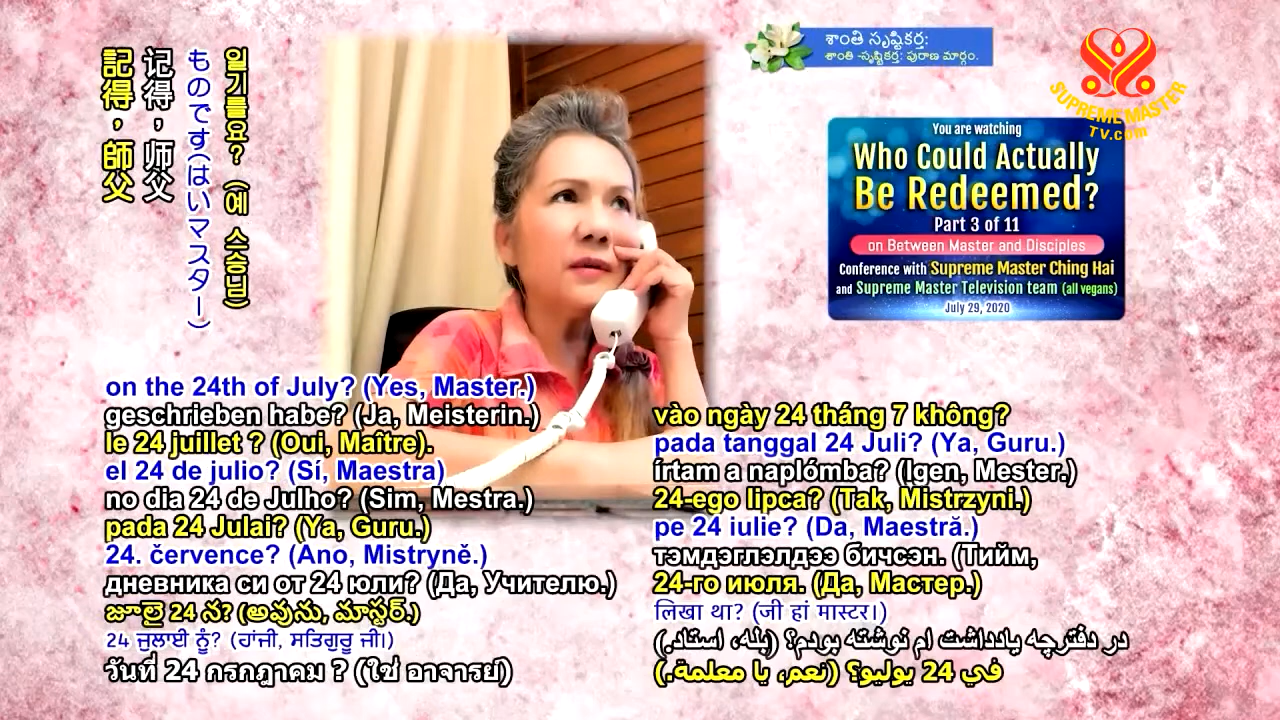 記得，師父
记得，师父
ものです(はいマスター)
일기를요? (예 스승님)
శాంతి సృష్టికర్త:
శాంతి -సృష్టికర్త: పురాణ మార్గం.
SUPREME MASTER
TV.com
You are watching
Who Could Actually
Be Redeemed?
Part 3 of 11
on Between Master and Disciples
Conference with Supreme Master Ching Hai
and Supreme Master Television team (all vegans)
July 29, 2020
on the 24th of July? (Yes, Master.)
geschrieben habe? (Ja, Meisterin.)
le 24 juillet ? (Oui, Maître).
el 24 de julio? (Sí, Maestra)
no dia 24 de Julho? (Sim, Mestra.)
pada 24 Julai? (Ya, Guru.)
24. července? (Ano, Mistryně.)
дневника си от 24 юли? (Да, Учителю.)
జూలై 24 న? (అవును, మాస్టర్.)
24 ਜੁਲਾਈ ਨੂੰ? (ਹਾਂਜੀ, ਸਤਿਗੁਰੂ ਜੀ।)
วันที่ 24 กรกฎาคม ? (ใช่ อาจารย์)
vào ngày 24 tháng 7 không?
pada tanggal 24 Juli? (Ya, Guru.)
írtam a naplómba? (Igen, Mester.)
24-ego lipca? (Tak, Mistrzyni.)
pe 24 iulie? (Da, Maestră.)
тэмдэглэлдээ бичсэн. (Тийм,
24-го июля. (Да, Мастер.)
लिखा था? (जी हां मास्टर।)
در دفترچه یادداشت ام نوشته بودم؟ (بله، استاد.)
في 24 يوليو؟ (نعم، يا معلمة.)